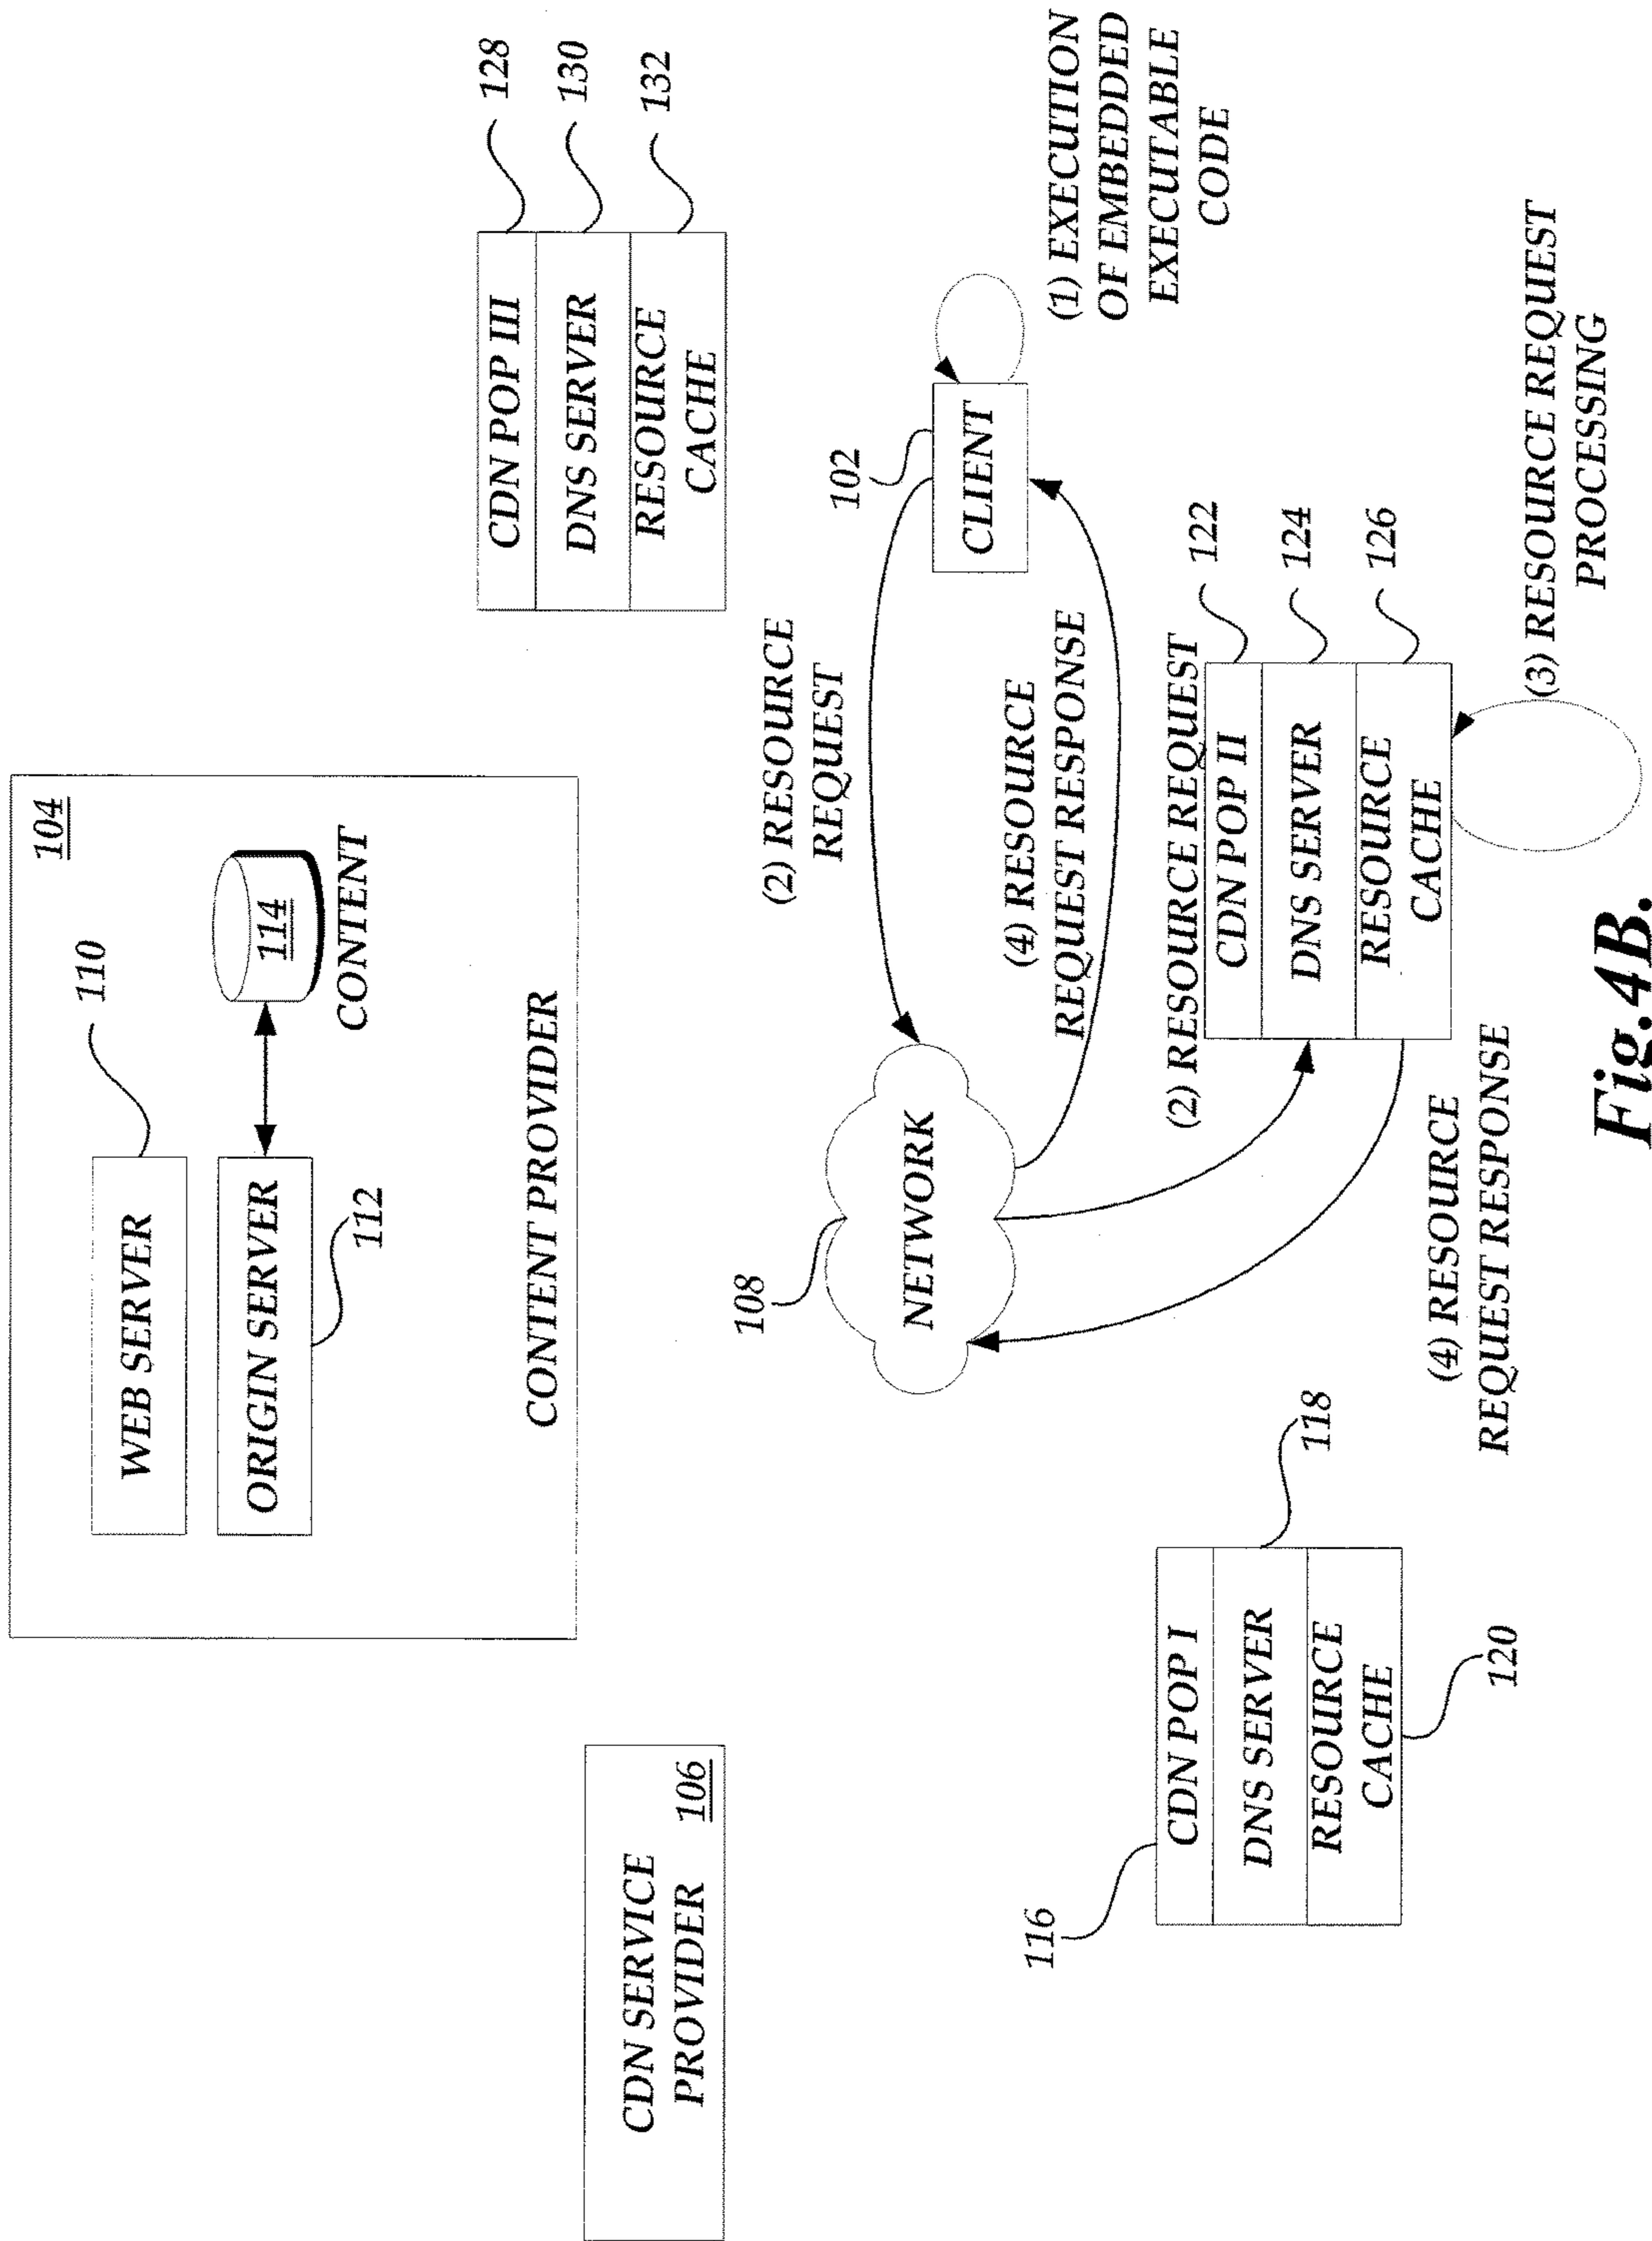 104
WEB SERVER
110
ORIGIN SERVER
112
114
CONTENT
CONTENT PROVIDER
CDN SERVICE
PROVIDER
106
CDN POP III
128
DNS SERVER
130
RESOURCE
CACHE
132
(2) RESOURCE
REQUEST
102
CLIENT
(1) EXECUTION
OF EMBEDDED
EXECUTABLE
CODE
108
NETWORK
(4) RESOURCE
REQUEST RESPONSE
(2) RESOURCE REQUEST
122
CDN POP II
DNS SERVER
124
RESOURCE
CACHE
126
(3) RESOURCE REQUEST
PROCESSING
(4) RESOURCE
REQUEST RESPONSE
116
CDN POP I
DNS SERVER
118
RESOURCE
CACHE
120
Fig.4B.